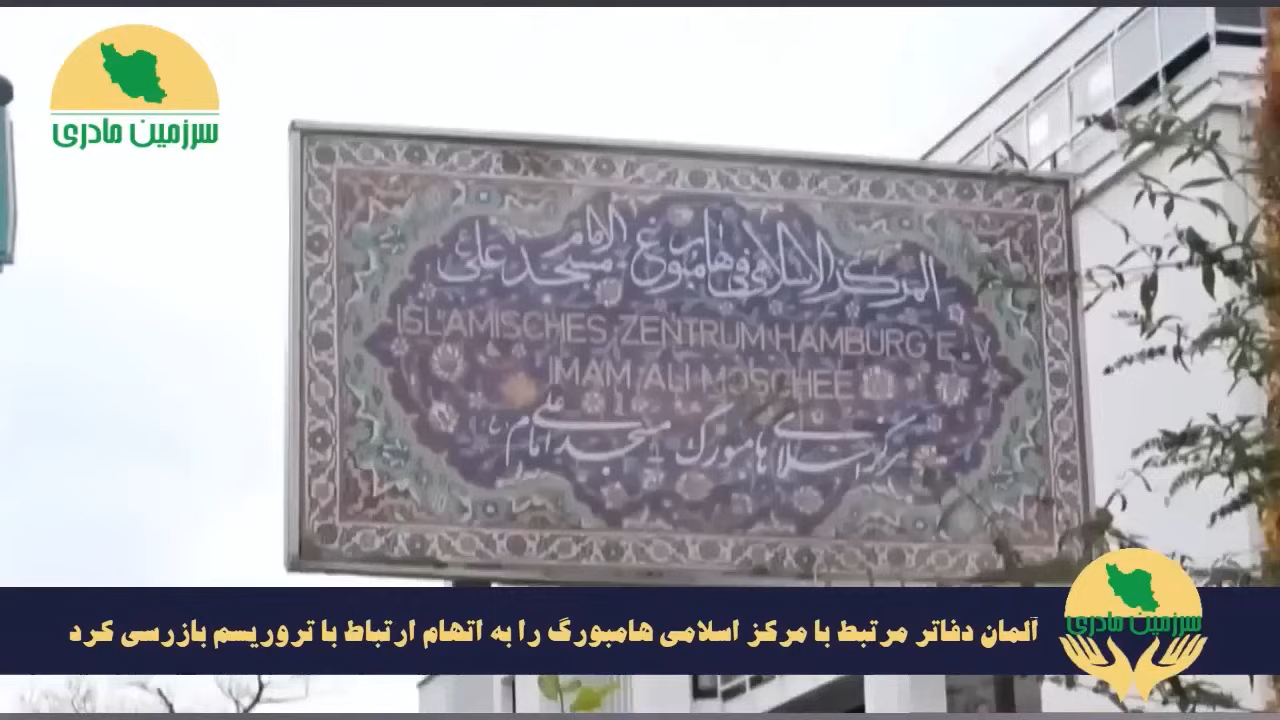 سرزمین مادری
المركز الاسلامي في هامبورغ - مسجد الامام علي
ISLAMISCHES ZENTRUM HAMBURG E.V
IMAM ALI MOSCHEE
مرکز اسلامی هامبورگ مسجد امام علی
آلمان دفاتر مرتبط با مرکز اسلامی هامبورگ را به اتهام ارتباط با تروریسم بازرسی کرد
سرزمین مادری